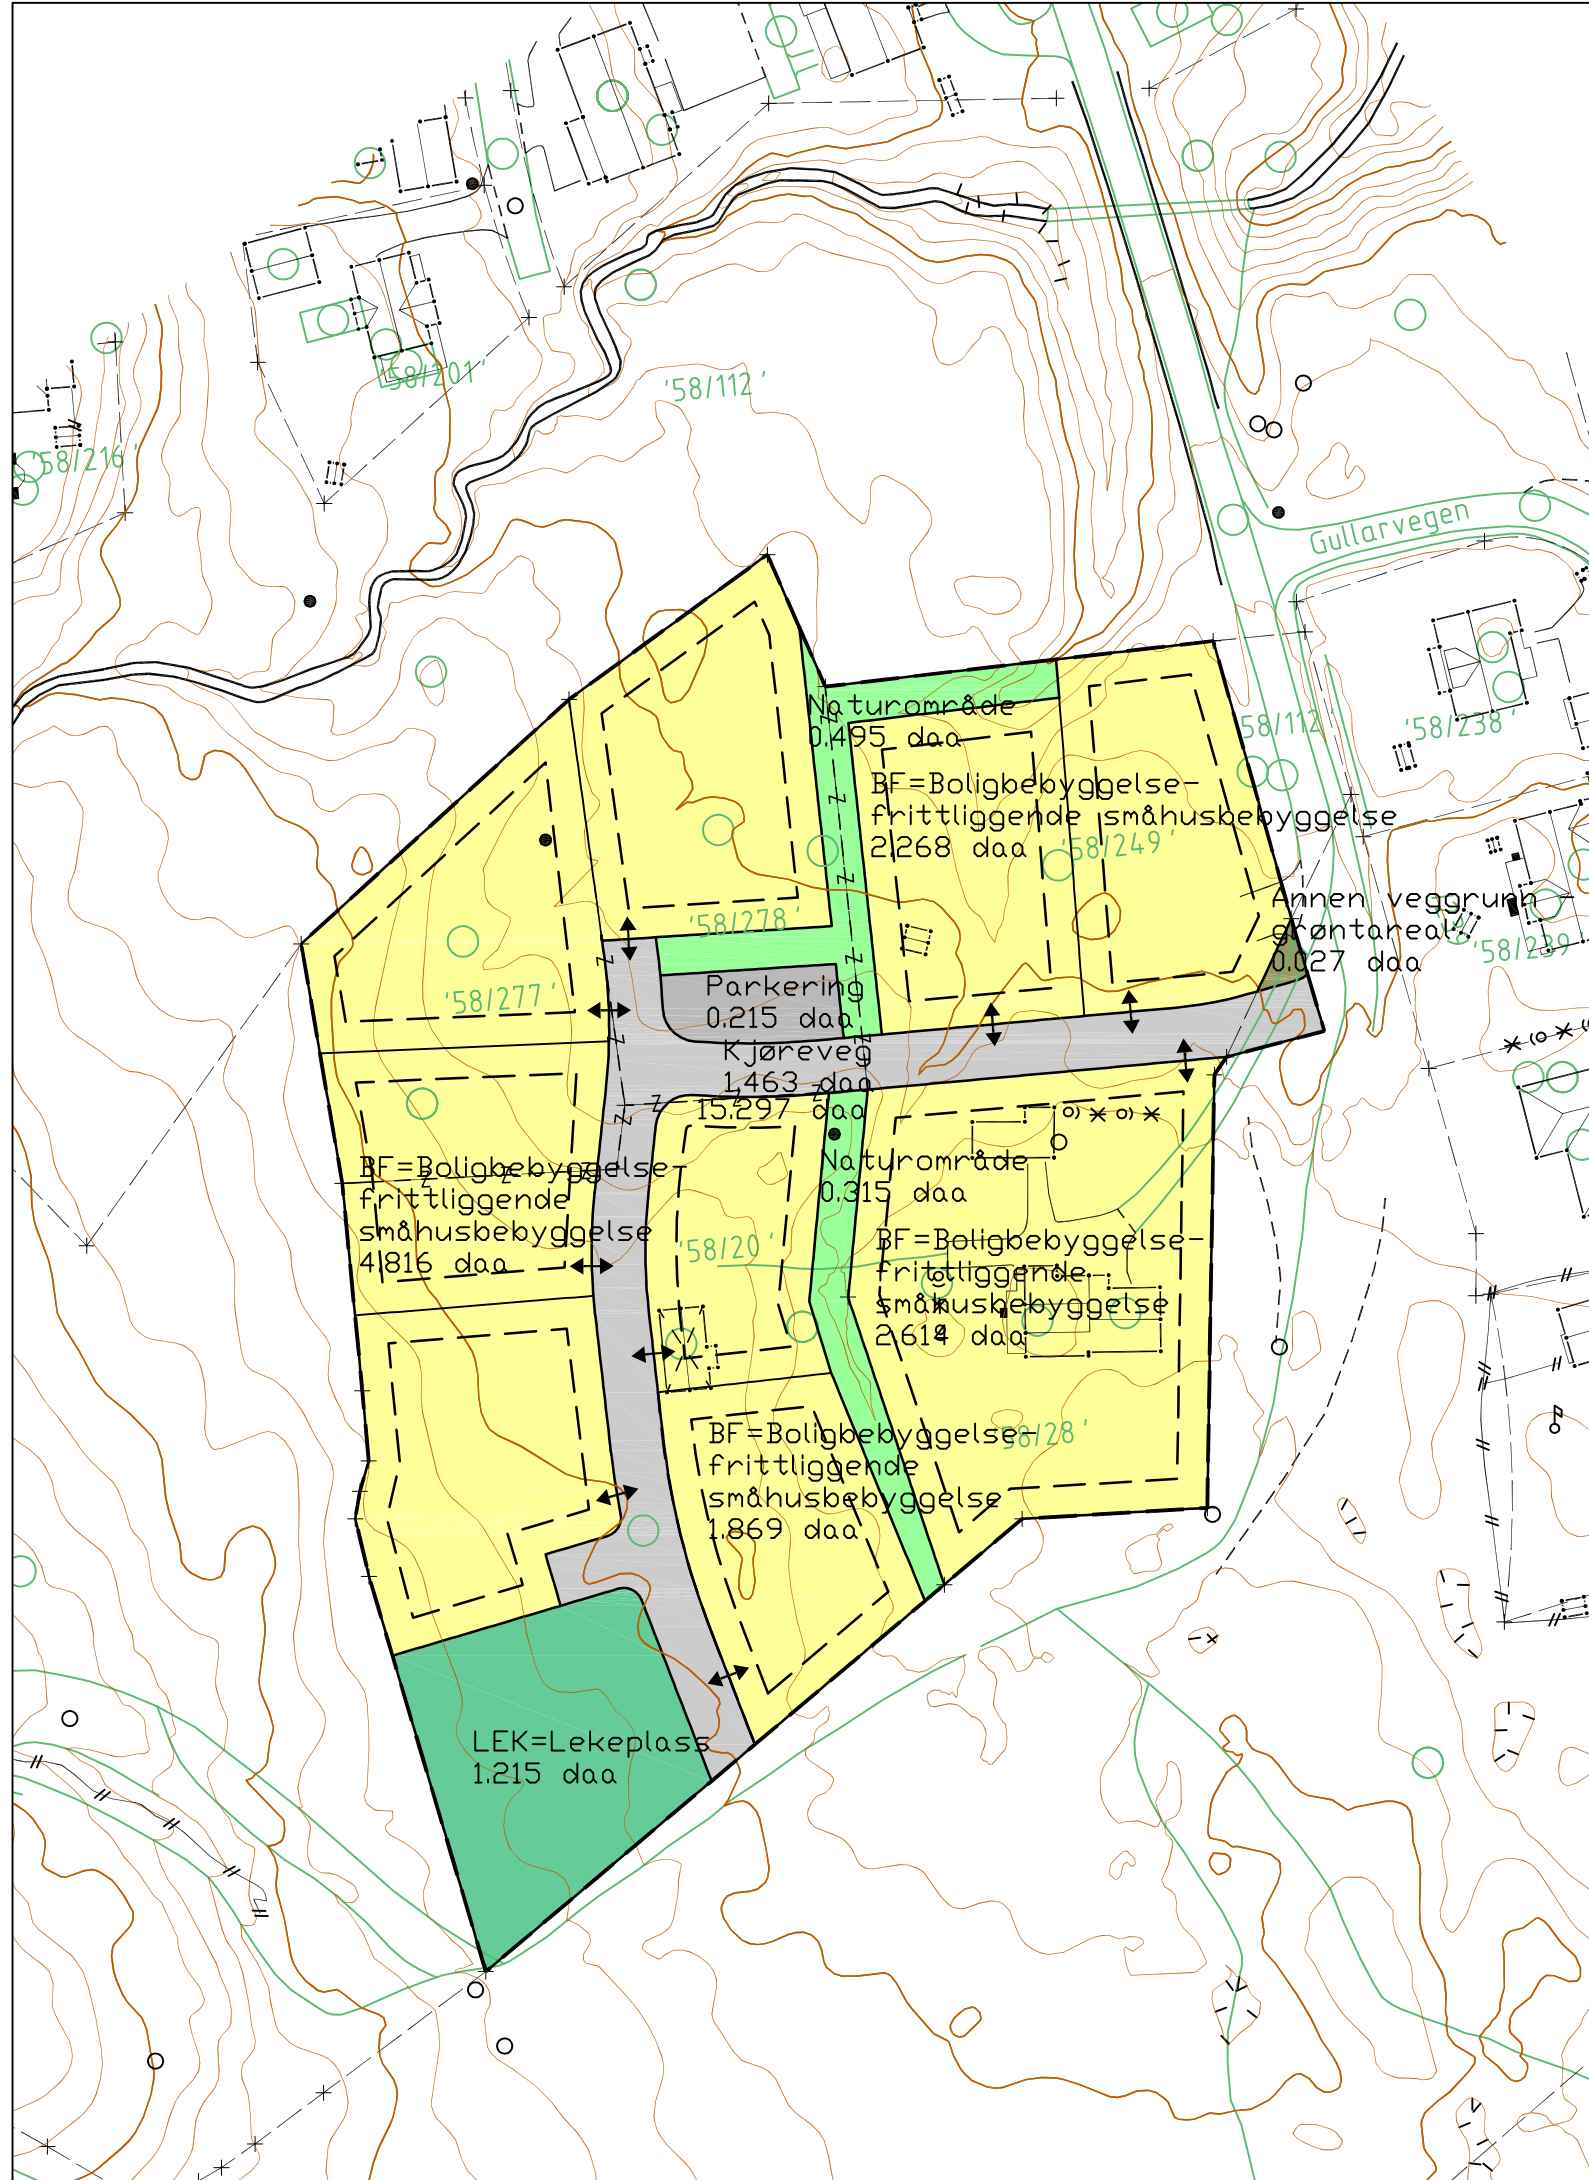 '58/201'
'58/112'
'58/216'
Gullarvegen
Naturområde
0.495 daa
'58/112'
'58/238'
BF=Boligbebyggelse-
frittliggende småhusbebyggelse
2.268 daa
'58/249'
Annen veggrunn -
grøntareal
0.027 daa
'58/239
'58/278'
'58/277'
Parkering
0.215 daa
Kjøreveg
1.463 daa
15.297 daa
BF=Boligbebyggelse-
frittliggende
småhusbebyggelse
4.816 daa
Naturområde
0.315 daa
'58/20'
BF=Boligbebyggelse-
frittliggende
småhusbebyggelse
2.614 daa
BF=Boligbebyggelse-
frittliggende
småhusbebyggelse
1.869 daa
'58/28'
LEK=Lekeplass
1.215 daa